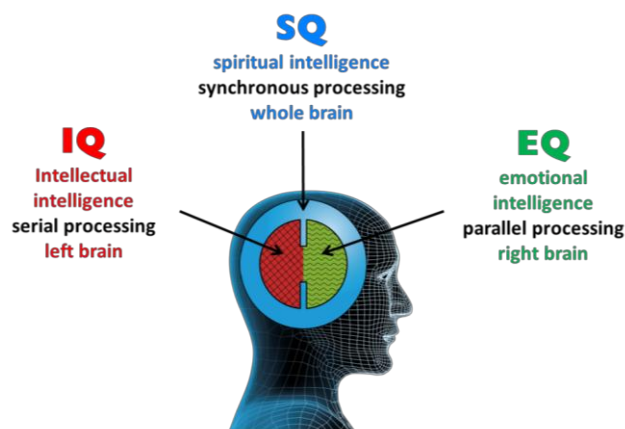 SQ
spiritual intelligence
synchronous processing
whole brain
IQ
Intellectual
intelligence
serial processing
left brain
EQ
emotional
intelligence
parallel processing
right brain